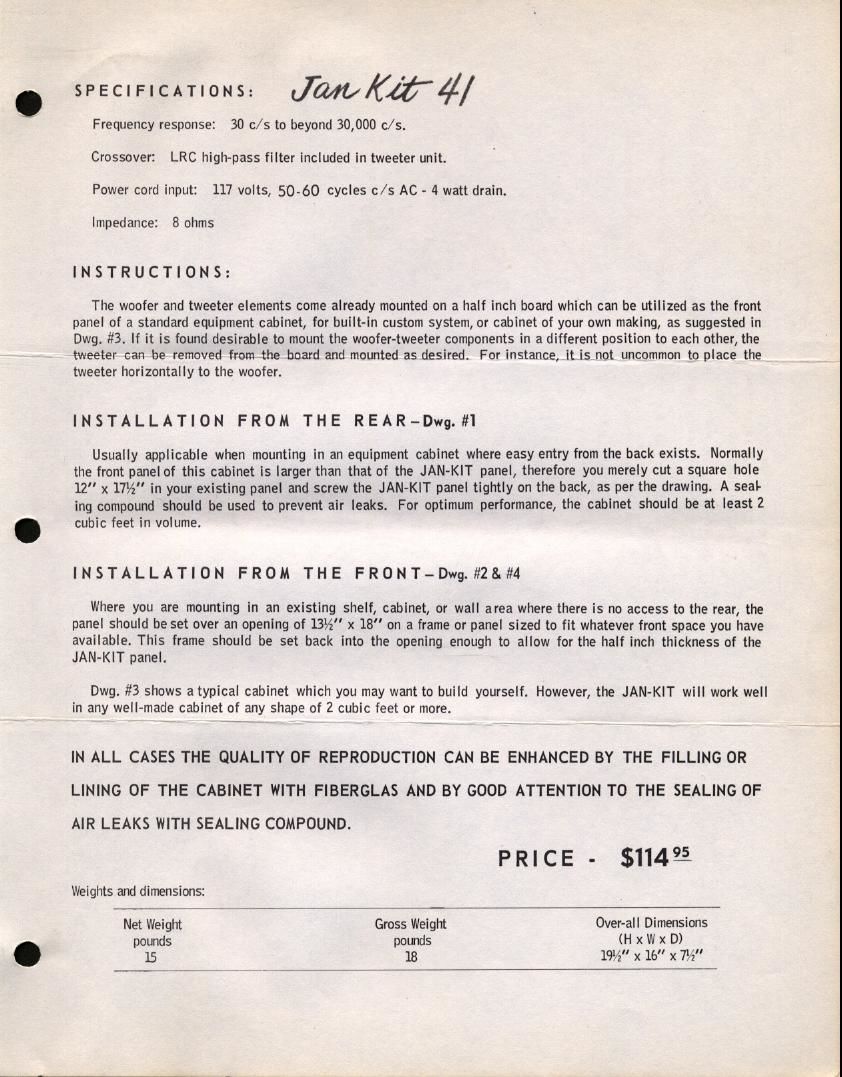 SPECIFICATIONS: Jan Kit 41
Frequency response: 30 c/s to beyond 30,000 c/s.
Crossover: LRC high-pass filter included in tweeter unit.
Power cord input: 117 volts, 50-60 cycles c/s AC - 4 watt drain.
Impedance: 8 ohms
INSTRUCTIONS:
The woofer and tweeter elements come already mounted on a half inch board which can be utilized as the front
panel of a standard equipment cabinet, for built-in custom system, or cabinet of your own making, as suggested in
Dwg. #3. If it is found desirable to mount the woofer-tweeter components in a different position to each other, the
tweeter can be removed from the board and mounted as desired. For instance, it is not uncommon to place the
tweeter horizontally to the woofer.
INSTALLATION FROM THE REAR – Dwg. #1
Usually applicable when mounting in an equipment cabinet where easy entry from the back exists. Normally
the front panel of this cabinet is larger than that of the JAN-KIT panel, therefore you merely cut a square hole
12" x 17½" in your existing panel and screw the JAN-KIT panel tightly on the back, as per the drawing. A seal-
ing compound should be used to prevent air leaks. For optimum performance, the cabinet should be at least 2
cubic feet in volume.
INSTALLATION FROM THE FRONT – Dwg. #2 & #4
Where you are mounting in an existing shelf, cabinet, or wall area where there is no access to the rear, the
panel should be set over an opening of 13½" x 18" on a frame or panel sized to fit whatever front space you have
available. This frame should be set back into the opening enough to allow for the half inch thickness of the
JAN-KIT panel.
Dwg. #3 shows a typical cabinet which you may want to build yourself. However, the JAN-KIT will work well
in any well-made cabinet of any shape of 2 cubic feet or more.
IN ALL CASES THE QUALITY OF REPRODUCTION CAN BE ENHANCED BY THE FILLING OR
LINING OF THE CABINET WITH FIBERGLAS AND BY GOOD ATTENTION TO THE SEALING OF
AIR LEAKS WITH SEALING COMPOUND.
PRICE - $114 95
Weights and dimensions:
Net Weight Gross Weight Over-all Dimensions
pounds pounds (H x W x D)
15 18 19½" x 16" x 7½"